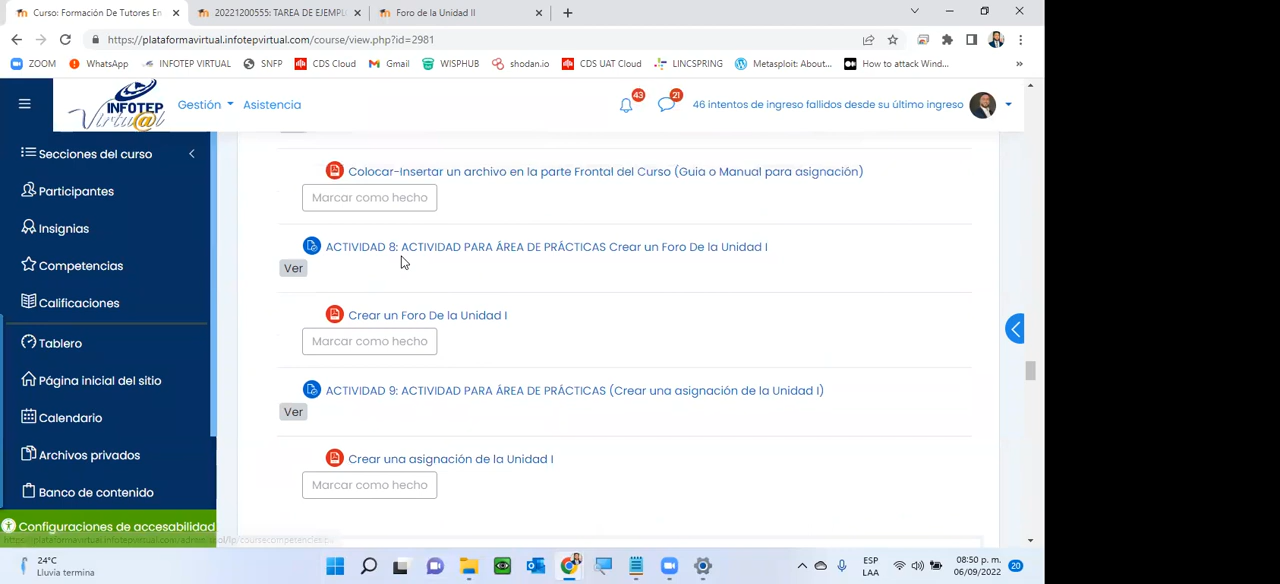 Curso: Formación De Tutores En
20221200555: TAREA DE EJEMPL
Foro de la Unidad II
https://plataformavirtual.infotepvirtual.com/course/view.php?id=2981
ZOOM
WhatsApp
INFOTEP VIRTUAL
SNFP
CDS Cloud
Gmail
WISPHUB
shodan.io
CDS UAT Cloud
LINCSPRING
Metasploit: About...
How to attack Wind...
»
INFOTEP
Virtu@l
Gestión
Asistencia
43
21
46 intentos de ingreso fallidos desde su último ingreso
Secciones del curso
Participantes
Insignias
Competencias
Calificaciones
Tablero
Página inicial del sitio
Calendario
Archivos privados
Banco de contenido
Configuraciones de accesabilidad
Colocar-Insertar un archivo en la parte Frontal del Curso (Guia o Manual para asignación)
Marcar como hecho
ACTIVIDAD 8: ACTIVIDAD PARA ÁREA DE PRÁCTICAS Crear un Foro De la Unidad I
Ver
Crear un Foro De la Unidad I
Marcar como hecho
ACTIVIDAD 9: ACTIVIDAD PARA ÁREA DE PRÁCTICAS (Crear una asignación de la Unidad I)
Ver
Crear una asignación de la Unidad I
Marcar como hecho
24°C
Lluvia termina
ESP
LAA
08:50 p. m.
06/09/2022
20